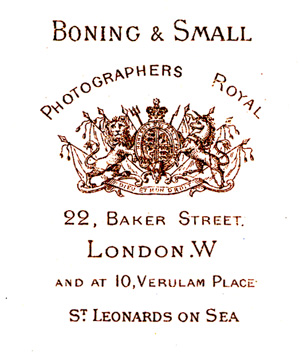 BONING & SMALL
PHOTOGRAPHERS ROYAL
DIEU ET MON DROIT
22, BAKER STREET.
LONDON.W
AND AT 10, VERULAM PLACE
ST LEONARDS ON SEA